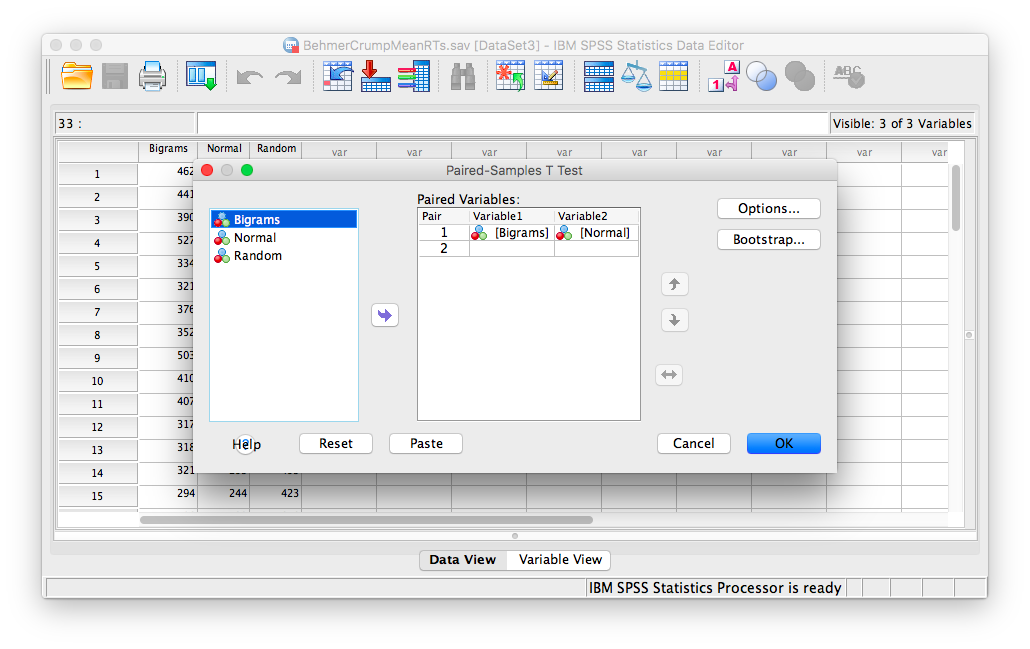 BehmerCrumpMeanRTs.sav [DataSet3] - IBM SPSS Statistics Data Editor
A
1
ABC
33 :
Visible: 3 of 3 Variables
Bigrams Normal Random var var var var var var var var var
Paired-Samples T Test
Paired Variables:
Pair Variable1 Variable2
1 [Bigrams] [Normal]
2
Bigrams
Normal
Random
Options...
Bootstrap...
Help Reset Paste Cancel OK
1 462
2 441
3 390
4 527
5 334
6 321
7 376
8 352
9 503
10 410
11 407
12 317
13 318
14 321
15 294 244 423
Data View Variable View
IBM SPSS Statistics Processor is ready